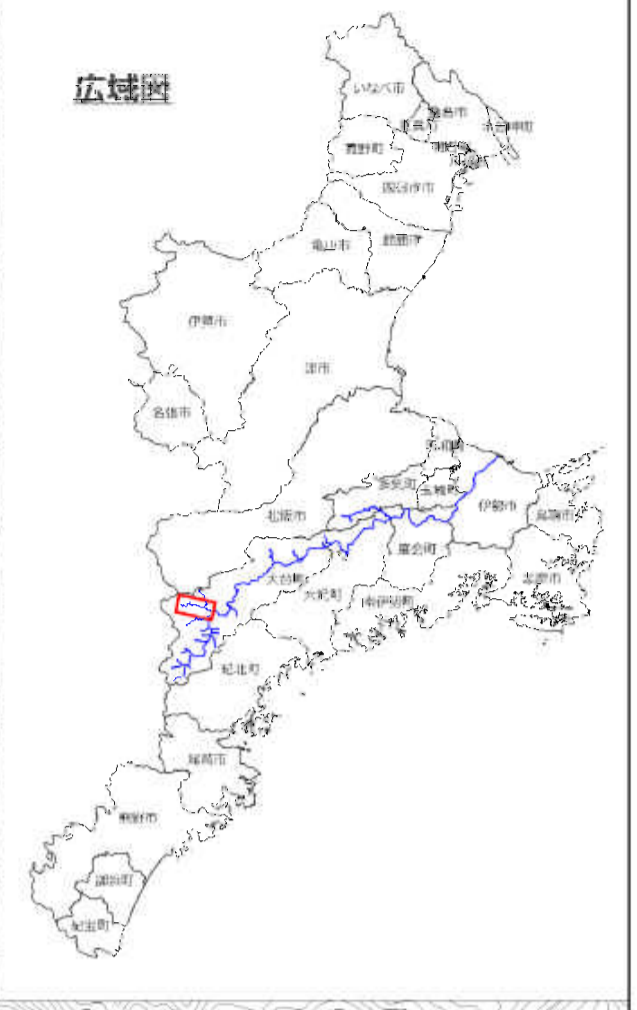 広域図
いなべ市
桑名市
東員町
木曽岬町
菰野町
朝日町
川越町
四日市市
亀山市
鈴鹿市
伊賀市
津市
名張市
明和町
多気町
玉城町
松阪市
伊勢市
鳥羽市
度会町
大台町
志摩市
大紀町
南伊勢町
紀北町
尾鷲市
熊野市
御浜町
紀宝町